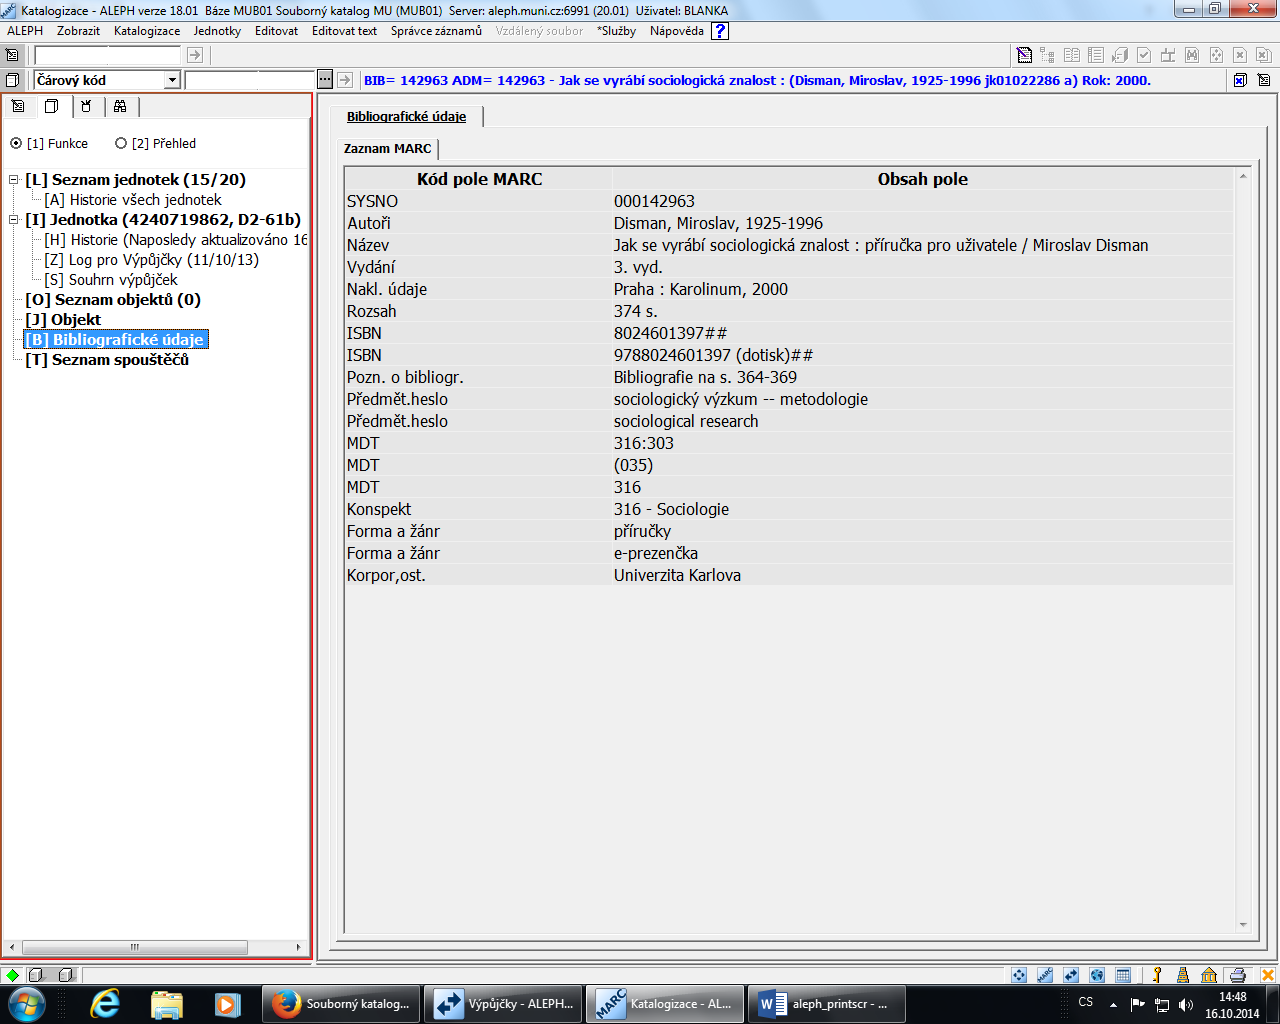 Katalogizace - ALEPH verze 18.01 Báze MUB01 Souborný katalog MU (MUB01) Server: aleph.muni.cz:6991 (20.01) Uživatel: BLANKA
ALEPH Zobrazit Katalogizace Jednotky Editovat Editovat text Správce záznamů Vzdálený soubor *Služby Nápověda ?
Čárový kód ... BIB= 142963 ADM= 142963 - Jak se vyrábí sociologická znalost : (Disman, Miroslav, 1925-1996 jk01022286 a) Rok: 2000.
[1] Funkce [2] Přehled
[L] Seznam jednotek (15/20)
[A] Historie všech jednotek
[I] Jednotka (4240719862, D2-61b)
[H] Historie (Naposledy aktualizováno 16
[Z] Log pro Výpůjčky (11/10/13)
[S] Souhrn výpůjček
[O] Seznam objektů (0)
[J] Objekt
[B] Bibliografické údaje
[T] Seznam spouštěčů
Bibliografické údaje
Zaznam MARC
Kód pole MARC Obsah pole
SYSNO 000142963
Autoři Disman, Miroslav, 1925-1996
Název Jak se vyrábí sociologická znalost : příručka pro uživatele / Miroslav Disman
Vydání 3. vyd.
Nakl. údaje Praha : Karolinum, 2000
Rozsah 374 s.
ISBN 8024601397##
ISBN 9788024601397 (dotisk)##
Pozn. o bibliogr. Bibliografie na s. 364-369
Předmět.heslo sociologický výzkum -- metodologie
Předmět.heslo sociological research
MDT 316:303
MDT (035)
MDT 316
Konspekt 316 - Sociologie
Forma a žánr příručky
Forma a žánr e-prezenčka
Korpor,ost. Univerzita Karlova
Souborný katalog... Výpůjčky - ALEPH... MARC Katalogizace - AL... aleph_printscr - ... CS 14:48
16.10.2014